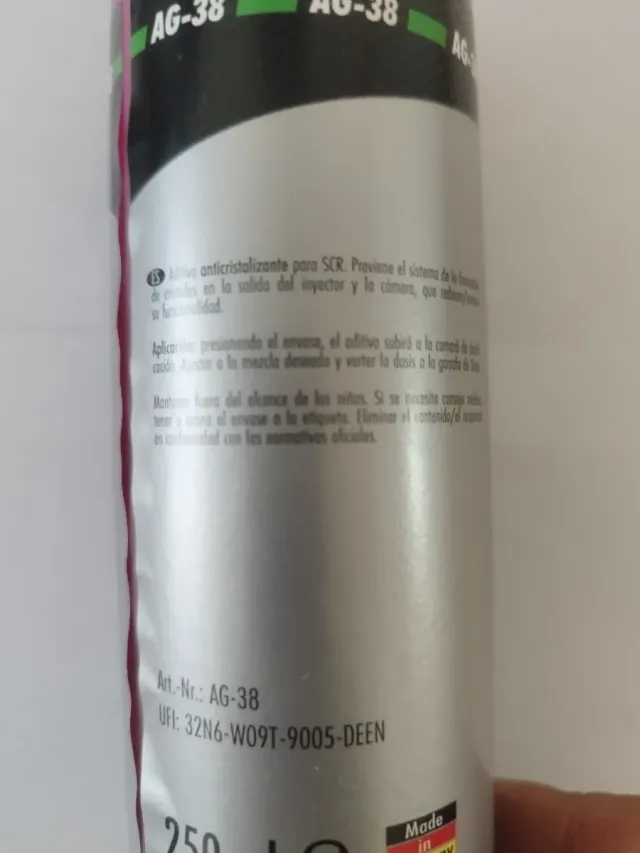 AG-38
AG-38
AG-
ES Aditivo anticristalizante para SCR. Previene el sistema de la
de cristales en la salida del inyector y la cámara, que
su funcionalidad.
Aplicación: presionando el envase, el aditivo subirá a la camara de
cación. Ajustar a la mezcla deseada y verter la dosis a la garrafa de
Mantener fuera del alcance de los niños. Si se necesita consejo
tener a mano el envase o la etiqueta. Eliminar el contenido/el
en conformidad con las normativas oficiales.
Art.-Nr.: AG-38
UFI: 32N6-W09T-9005-DEEN
250
Made
in